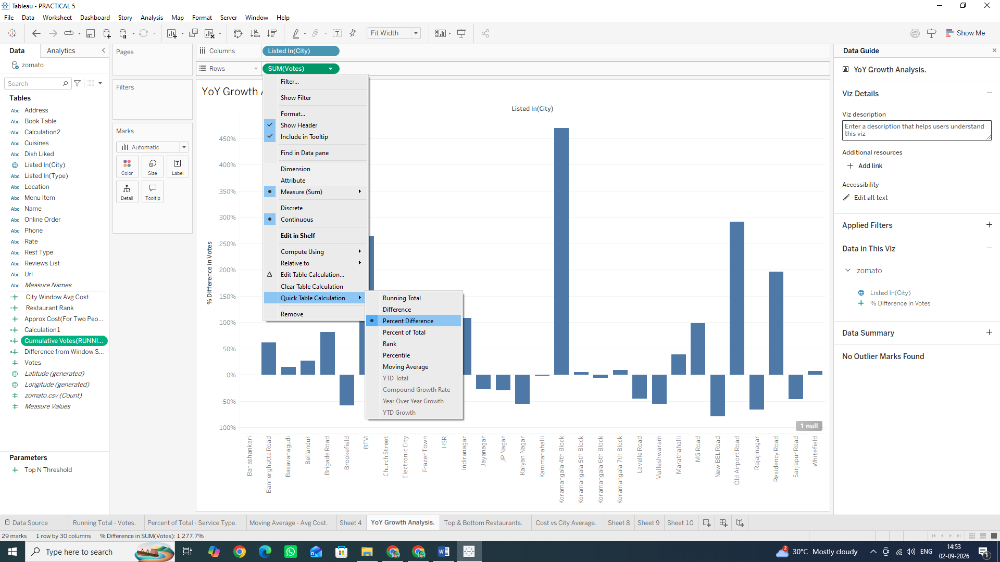 Tableau - PRACTICAL 5
File Data Worksheet Dashboard Story Analysis Map Format Server Window Help
Fit Width
Show Me
Data Analytics
zomato
Search
Tables
Abc Address
Abc Book Table
=Abc Calculation2
Abc Cuisines
Abc Dish Liked
Listed In(City)
Abc Listed In(Type)
Abc Location
Abc Menu Item
Abc Name
Abc Online Order
Abc Phone
Abc Rate
Abc Rest Type
Abc Reviews List
Abc Url
Abc Measure Names
=# City Window Avg Cost.
=# Restaurant Rank
# Approx Cost(For Two Peo...
=# Calculation1
=# Cumulative Votes(RUNNI...
=# Difference from Window S...
# Votes
Latitude (generated)
Longitude (generated)
# zomato.csv (Count)
# Measure Values
Parameters
# Top N Threshold
Pages
Filters
Marks
Automatic
Color Size Label
Detail Tooltip
Columns Listed In(City)
Rows SUM(Votes)
YoY Growth A
Filter...
Show Filter
Format...
Show Header
Include in Tooltip
Find in Data pane
Dimension
Attribute
Measure (Sum)
Discrete
Continuous
Edit in Shelf
Compute Using
Relative to
Edit Table Calculation...
Clear Table Calculation
Quick Table Calculation
Remove
Running Total
Difference
Percent Difference
Percent of Total
Rank
Percentile
Moving Average
YTD Total
Compound Growth Rate
Year Over Year Growth
YTD Growth
Listed In(City)
% Difference in Votes
450%
400%
350%
300%
250%
200%
150%
100%
50%
0%
-50%
-100%
1 null
Banashankari
Bannerghatta Road
Basavanagudi
Bellandur
Brigade Road
Brookefield
BTM
Church Street
Electronic City
Frazer Town
HSR
Indiranagar
Jayanagar
JP Nagar
Kalyan Nagar
Kammanahalli
Koramangala 4th Block
Koramangala 5th Block
Koramangala 6th Block
Koramangala 7th Block
Lavelle Road
Malleshwaram
Marathahalli
MG Road
New BEL Road
Old Airport Road
Rajajinagar
Residency Road
Sarjapur Road
Whitefield
Data Guide
YoY Growth Analysis.
Viz Details
Viz description
Enter a description that helps users understand
this viz
Additional resources
Add link
Accessibility
Edit alt text
Applied Filters
Data in This Viz
zomato
Listed In(City)
# % Difference in Votes
Data Summary
No Outlier Marks Found
Data Source Running Total - Votes. Percent of Total - Service Type. Moving Average - Avg Cost. Sheet 4 YoY Growth Analysis. Top & Bottom Restaurants. Cost vs City Average. Sheet 8 Sheet 9 Sheet 10
29 marks 1 row by 30 columns % Difference in SUM(Votes): 1,277.7%
Type here to search
2
30°C Mostly cloudy
ENG
14:53
02-09-2026
1